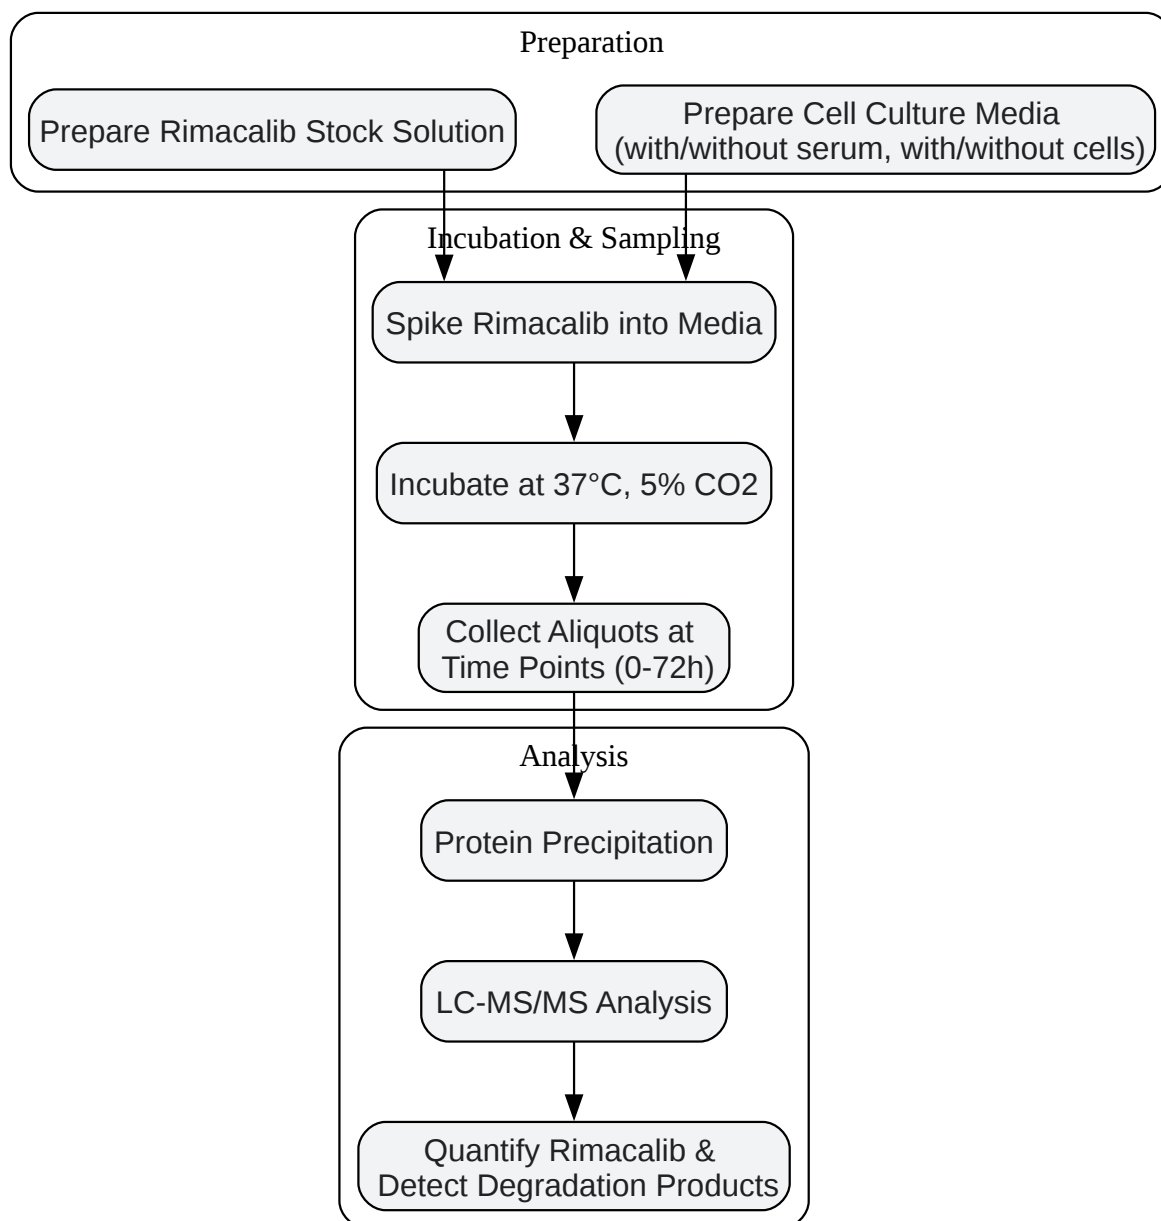 Preparation
Prepare Rimacalib Stock Solution
Prepare Cell Culture Media
(with/without serum, with/without cells)
Incubation & Sampling
Spike Rimacalib into Media
Incubate at 37°C, 5% CO2
Collect Aliquots at
Time Points (0-72h)
Analysis
Protein Precipitation
LC-MS/MS Analysis
Quantify Rimacalib &
Detect Degradation Products